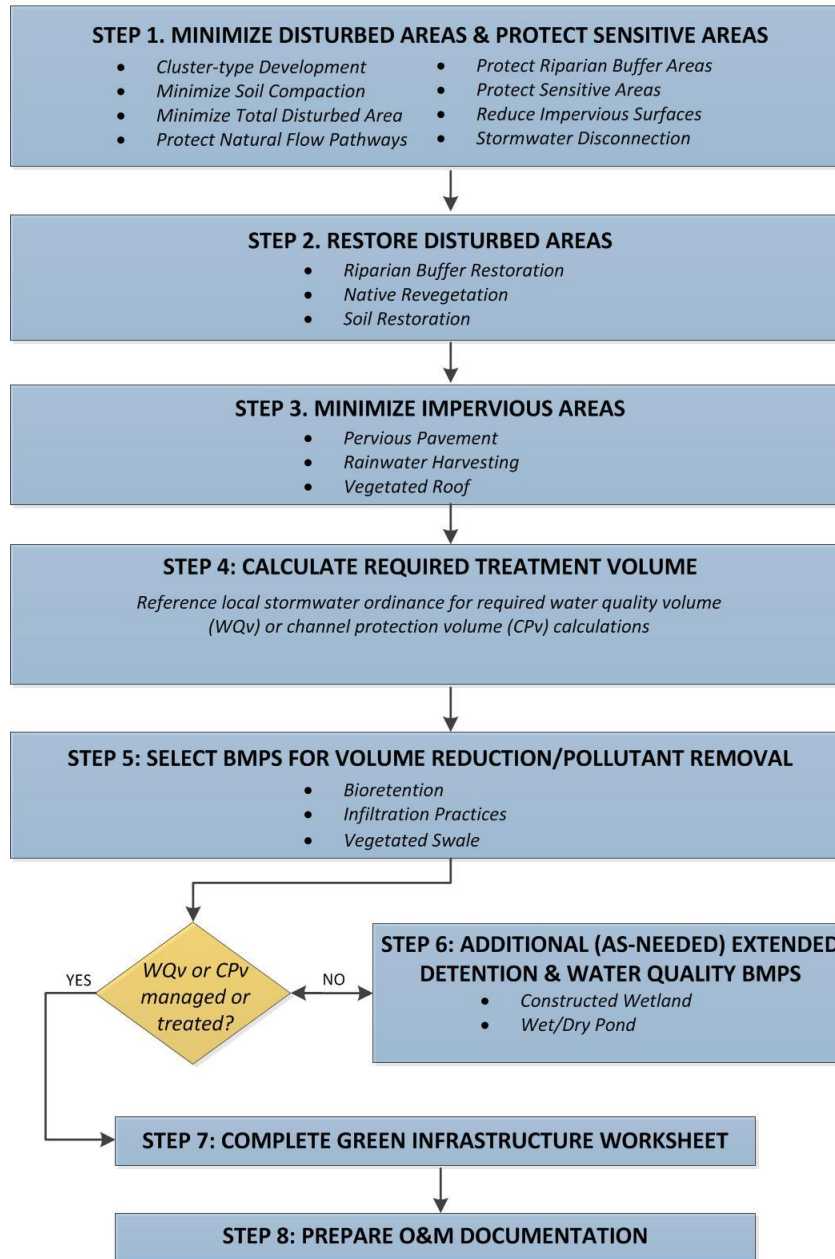 STEP 1. MINIMIZE DISTURBED AREAS & PROTECT SENSITIVE AREAS
• Cluster-type Development
• Minimize Soil Compaction
• Minimize Total Disturbed Area
• Protect Natural Flow Pathways
• Protect Riparian Buffer Areas
• Protect Sensitive Areas
• Reduce Impervious Surfaces
• Stormwater Disconnection
STEP 2. RESTORE DISTURBED AREAS
• Riparian Buffer Restoration
• Native Revegetation
• Soil Restoration
STEP 3. MINIMIZE IMPERVIOUS AREAS
• Pervious Pavement
• Rainwater Harvesting
• Vegetated Roof
STEP 4: CALCULATE REQUIRED TREATMENT VOLUME
Reference local stormwater ordinance for required water quality volume
(WQv) or channel protection volume (CPv) calculations
STEP 5: SELECT BMPS FOR VOLUME REDUCTION/POLLUTANT REMOVAL
• Bioretention
• Infiltration Practices
• Vegetated Swale
YES
WQv or CPv
managed or
treated?
NO
STEP 6: ADDITIONAL (AS-NEEDED) EXTENDED
DETENTION & WATER QUALITY BMPS
• Constructed Wetland
• Wet/Dry Pond
STEP 7: COMPLETE GREEN INFRASTRUCTURE WORKSHEET
STEP 8: PREPARE O&M DOCUMENTATION